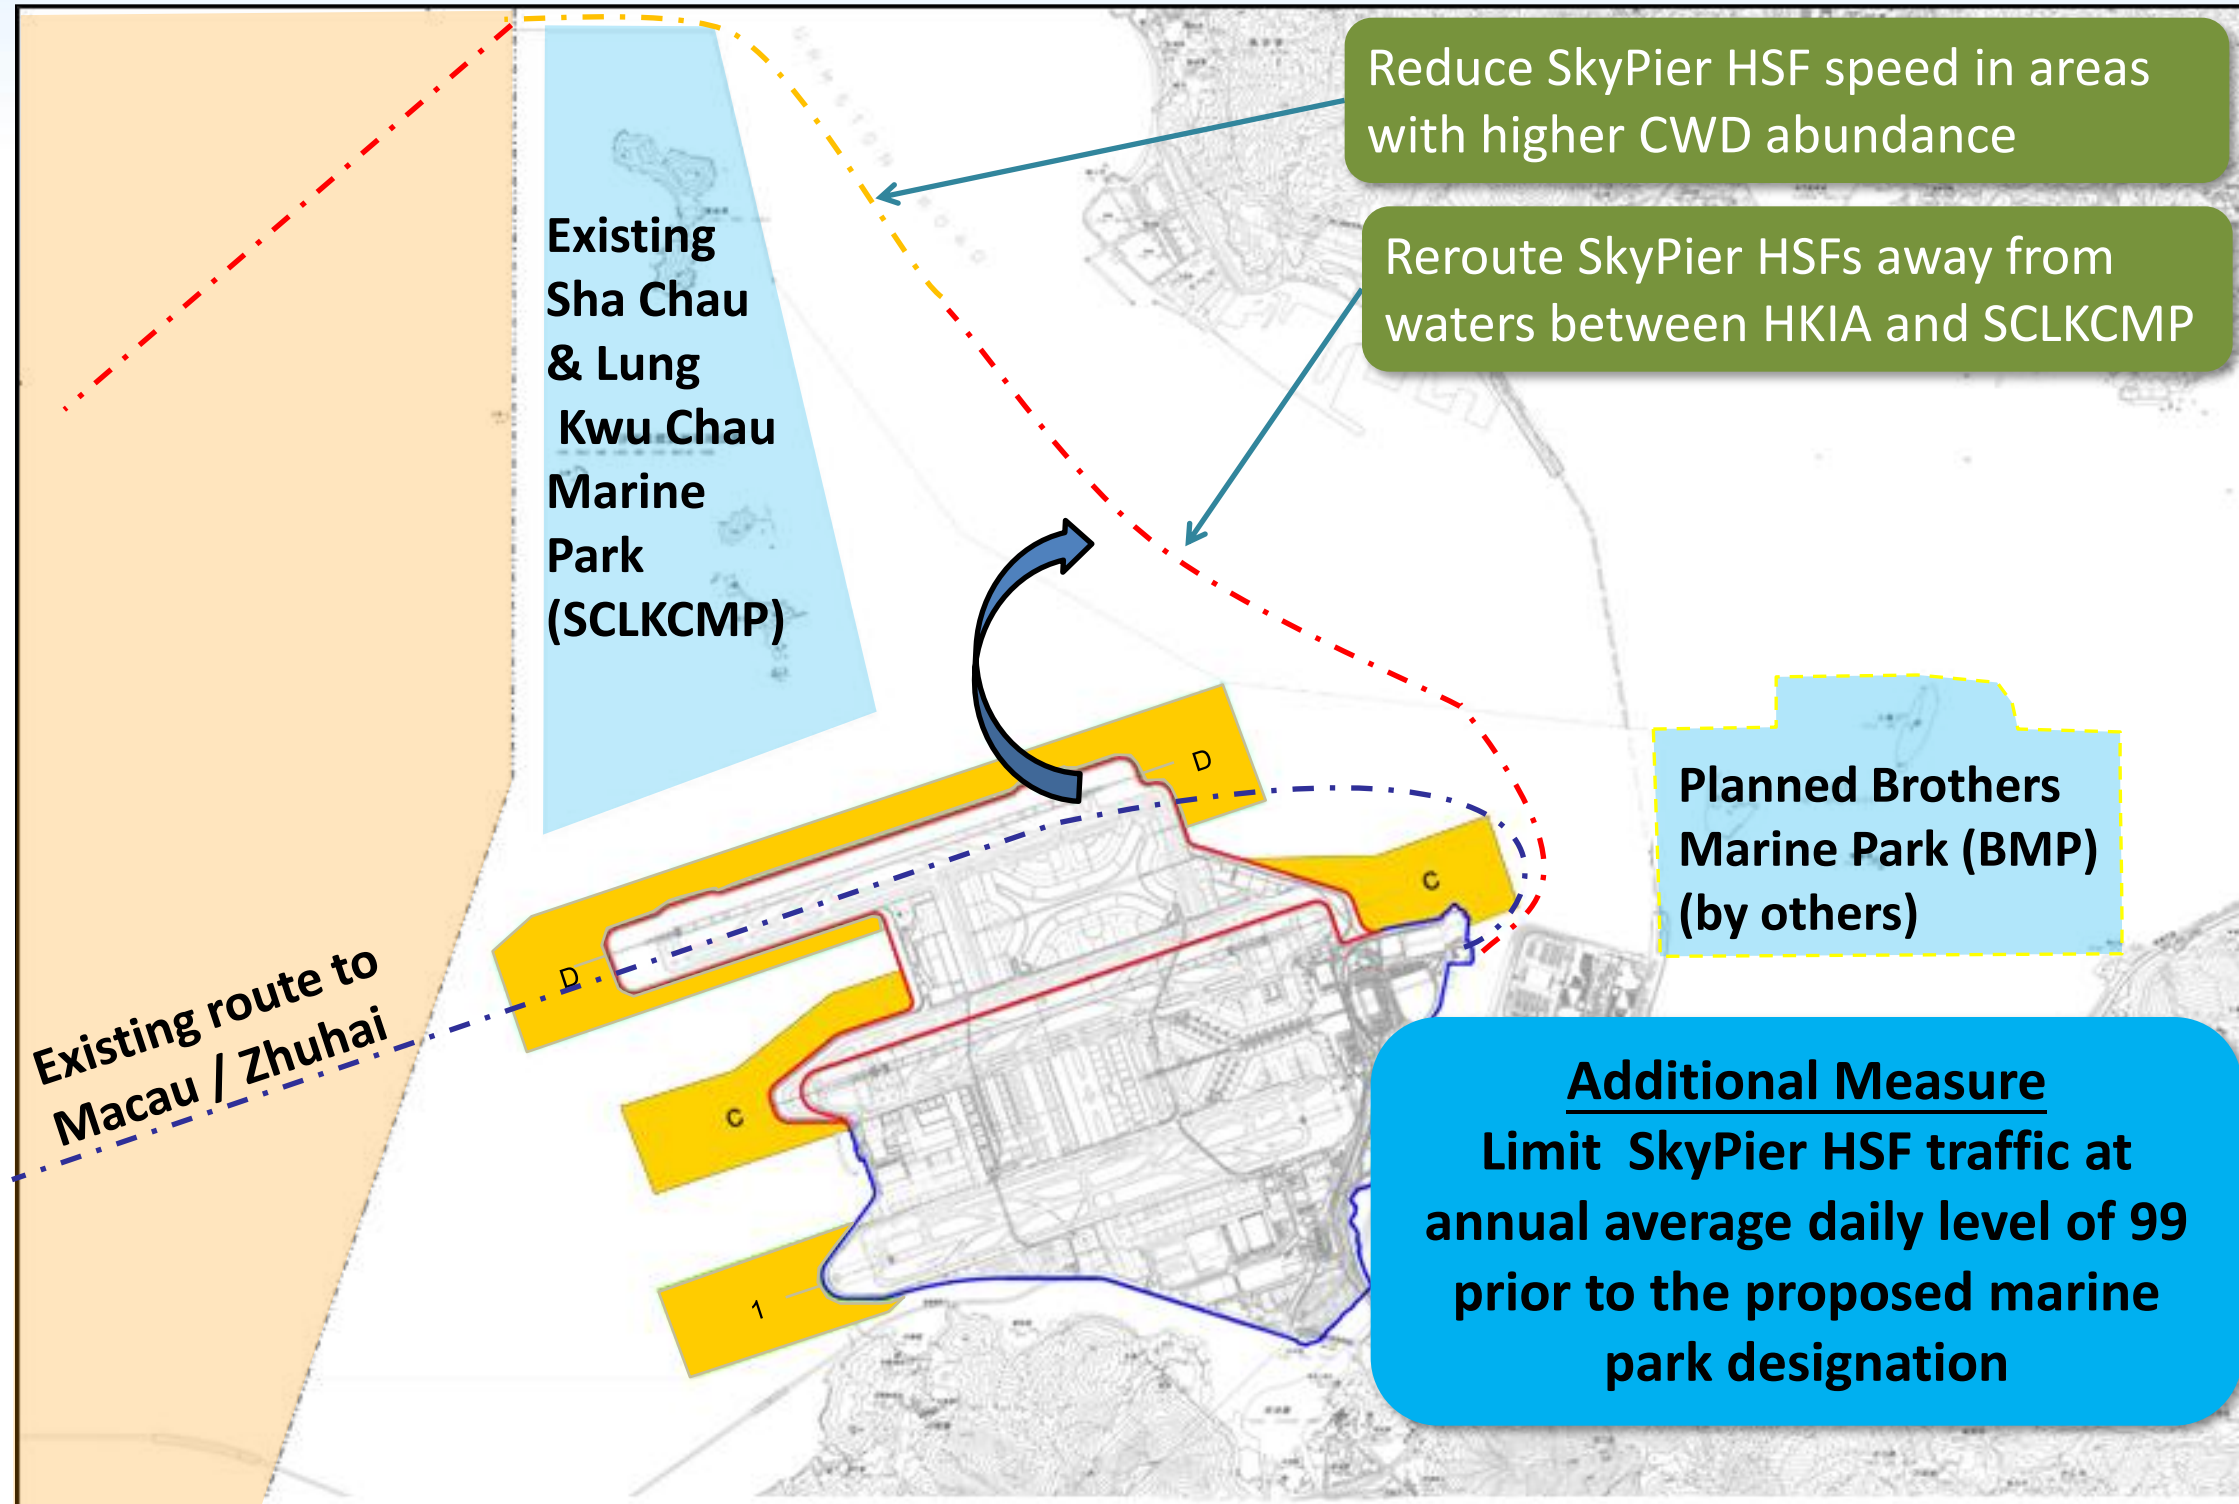 Reduce SkyPier HSF speed in areas
with higher CWD abundance
Reroute SkyPier HSFs away from
waters between HKIA and SCLKCMP
Existing
Sha Chau
& Lung
Kwu Chau
Marine
Park
(SCLKCMP)
D
D
C
C
1
Planned Brothers
Marine Park (BMP)
(by others)
Existing route to
Macau / Zhuhai
Additional Measure
Limit SkyPier HSF traffic at
annual average daily level of 99
prior to the proposed marine
park designation